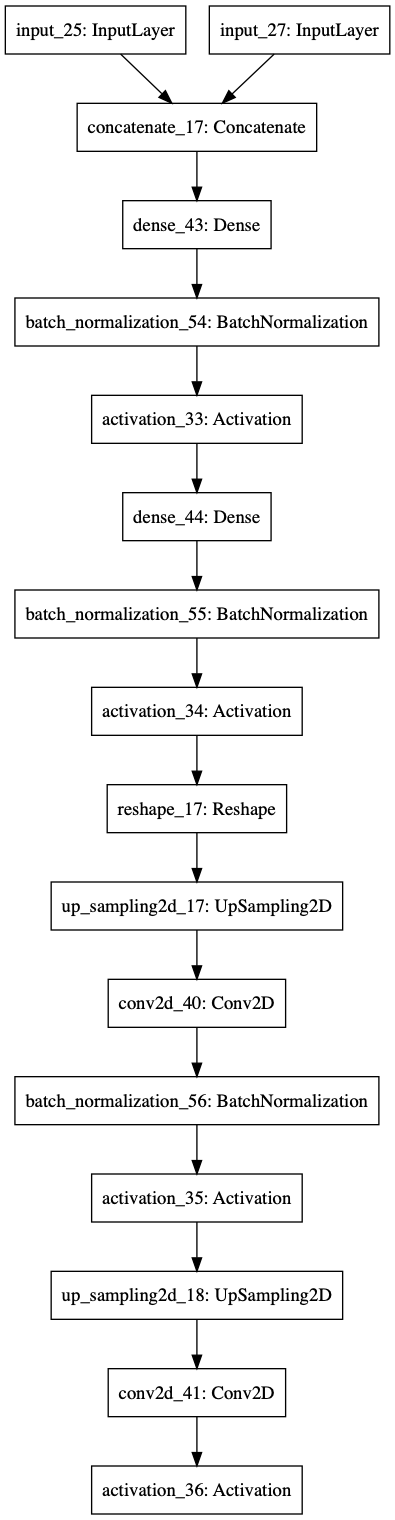 input_25: InputLayer
input_27: InputLayer
concatenate_17: Concatenate
dense_43: Dense
batch_normalization_54: BatchNormalization
activation_33: Activation
dense_44: Dense
batch_normalization_55: BatchNormalization
activation_34: Activation
reshape_17: Reshape
up_sampling2d_17: UpSampling2D
conv2d_40: Conv2D
batch_normalization_56: BatchNormalization
activation_35: Activation
up_sampling2d_18: UpSampling2D
conv2d_41: Conv2D
activation_36: Activation